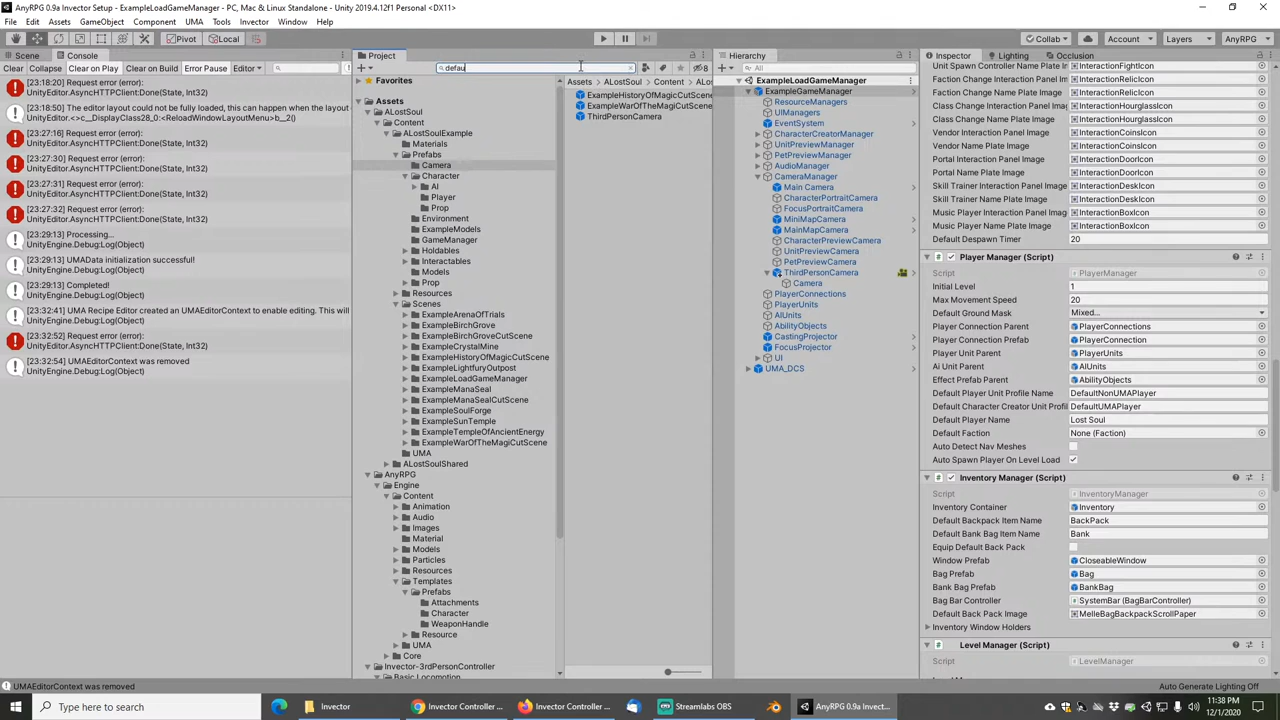 AnyRPG 0.9a Invector Setup - ExampleLoadGameManager - PC, Mac & Linux Standalone - Unity 2019.4.12f1 Personal <DX11>
File Edit Assets GameObject Component UMA Tools Invector Window Help
Pivot Local Collab Account AnyRPG Layout
Scene Console
Clear Clear on Play Error Pause Editor
[23:18:20] Request error (error):
UnityEditor.AsyncHTTPClient:Done(State, Int32)
[23:18:50] The editor layout could not be fully loaded, this can happen when the layout
UnityEditor.<>c__DisplayClass28_0:<ReloadWindowLayoutMenu>b__2()
[23:27:16] Request error (error):
UnityEditor.AsyncHTTPClient:Done(State, Int32)
[23:27:30] Request error (error):
UnityEditor.AsyncHTTPClient:Done(State, Int32)
[23:27:31] Request error (error):
UnityEditor.AsyncHTTPClient:Done(State, Int32)
[23:27:32] Request error (error):
UnityEditor.AsyncHTTPClient:Done(State, Int32)
[23:29:13] Processing...
UnityEngine.Debug:Log(Object)
[23:29:13] UMAData initialization successful!
UnityEngine.Debug:Log(Object)
[23:29:13] Completed!
UnityEngine.Debug:Log(Object)
[23:32:41] UMA Recipe Editor created an UMAEditorContext to enable editing. This will
UnityEngine.Debug:Log(Object)
[23:32:52] Request error (error):
UnityEditor.AsyncHTTPClient:Done(State, Int32)
[23:32:54] UMAEditorContext was removed
UnityEngine.Debug:Log(Object)
Project
defau
Favorites
Assets
ALostSoul
Content
ALostSoulExample
Materials
Prefabs
Camera
Character
AI
Player
Prop
Environment
ExampleModels
GameManager
Holdables
Interactables
Models
Prop
Resources
Scenes
ExampleArenaOfTrials
ExampleBirchGrove
ExampleBirchGroveCutScene
ExampleCrystalMine
ExampleHistoryOfMagicCutScene
ExampleLightfuryOutpost
ExampleLoadGameManager
ExampleManaSeal
ExampleManaSealCutScene
ExampleSoulForge
ExampleSunTemple
ExampleTempleOfAncientEnergy
ExampleWarOfTheMagiCutScene
UMA
ALostSoulShared
AnyRPG
Engine
Content
Animation
Audio
Images
Material
Models
Particles
Resources
Templates
Prefabs
Attachments
Character
WeaponHandle
Resource
UMA
Core
Invector-3rdPersonController
Basic Locomotion
Assets ALostSoul Content
ExampleHistoryOfMagicCutScene
ExampleWarOfTheMagiCutScene
ThirdPersonCamera
Hierarchy
All
ExampleLoadGameManager
ExampleGameManager
ResourceManagers
UIManagers
EventSystem
CharacterCreatorManager
UnitPreviewManager
PetPreviewManager
AudioManager
CameraManager
Main Camera
CharacterPortraitCamera
FocusPortraitCamera
MiniMapCamera
MainMapCamera
CharacterPreviewCamera
UnitPreviewCamera
PetPreviewCamera
ThirdPersonCamera
Camera
PlayerConnections
PlayerUnits
AIUnits
AbilityObjects
CastingProjector
FocusProjector
UI
UMA_DCS
Inspector Lighting Services
Unit Spawn Controller Name Plate I InteractionFightIcon
Faction Change Interaction Panel Im InteractionRelicIcon
Faction Change Name Plate Image InteractionRelicIcon
Class Change Interaction Panel Imag InteractionHourglassIcon
Class Change Name Plate Image InteractionHourglassIcon
Vendor Interaction Panel Image InteractionCoinsIcon
Vendor Name Plate Image InteractionCoinsIcon
Portal Interaction Panel Image InteractionDoorIcon
Portal Name Plate Image InteractionDoorIcon
Skill Trainer Interaction Panel Imag InteractionDeskIcon
Skill Trainer Name Plate Image InteractionDeskIcon
Music Player Interaction Panel Imag InteractionBoxIcon
Music Player Name Plate Image InteractionBoxIcon
Default Despawn Timer 20
Player Manager (Script)
Script PlayerManager
Initial Level 1
Max Movement Speed 20
Default Ground Mask Mixed...
Player Connection Parent PlayerConnections
Player Connection Prefab PlayerConnection
Player Unit Parent PlayerUnits
Ai Unit Parent AIUnits
Effect Prefab Parent AbilityObjects
Default Player Unit Profile Name DefaultNonUMAPlayer
Default Character Creator Unit Profil DefaultUMAPlayer
Default Player Name Lost Soul
Default Faction None (Faction)
Auto Detect Nav Meshes
Auto Spawn Player On Level Load
Inventory Manager (Script)
Script InventoryManager
Inventory Container Inventory
Default Backpack Item Name BackPack
Default Bank Bag Item Name Bank
Equip Default Back Pack
Window Prefab CloseableWindow
Bag Prefab Bag
Bank Bag Prefab BankBag
Bag Bar Controller SystemBar (BagBarController)
Default Back Pack Image MelleBagBackpackScrollPaper
Inventory Window Holders
Level Manager (Script)
Script LevelManager
UMAEditorContext was removed
Auto Generate Lighting Off
Type here to search
Invector
Invector Controller ...
Invector Controller ...
Streamlabs OBS
AnyRPG 0.9a Invect...
11:38 PM
12/1/2020